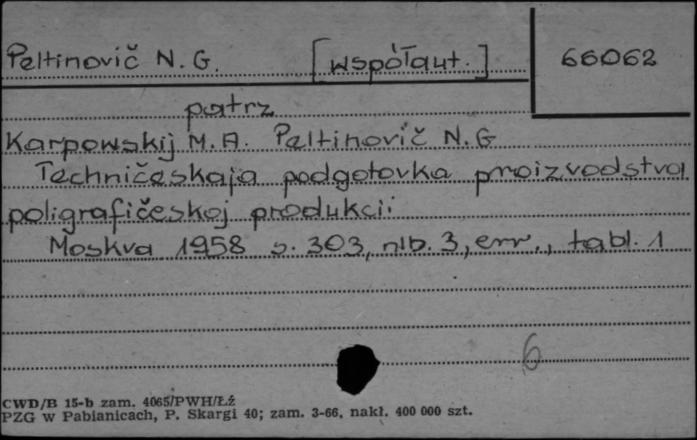 Peltinovič N. G. [współaut.] 66062
patrz
Karpowskij M. A. Peltinovič N. G
Techničeskaja podgotovka proizvodstva
poligrafičeskoj produkcii
Moskva 1958 s. 303, nlb. 3, err., tabl. 1
6
CWD/B 15-b zam. 4065/PWH/Łź
PZG w Pabianicach, P. Skargi 40; zam. 3-66, nakł. 400 000 szt.